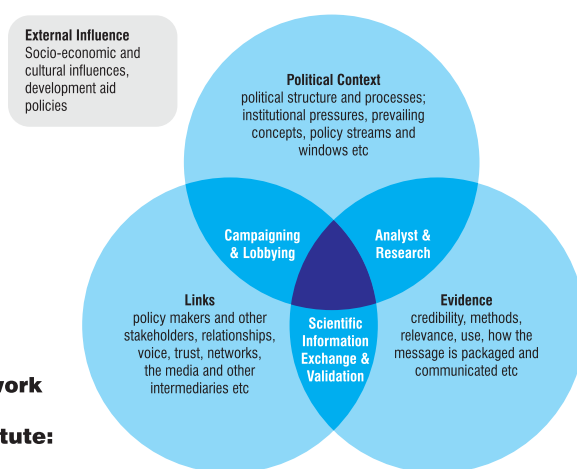 External Influence
Socio-economic and
cultural influences,
development aid
policies
Political Context
political structure and processes;
institutional pressures, prevailing
concepts, policy streams and
windows etc
Campaigning
& Lobbying
Analyst &
Research
Links
policy makers and other
stakeholders, relationships,
voice, trust, networks,
the media and other
intermediaries etc
Scientific
Information
Exchange &
Validation
Evidence
credibility, methods,
relevance, use, how the
message is packaged and
communicated etc